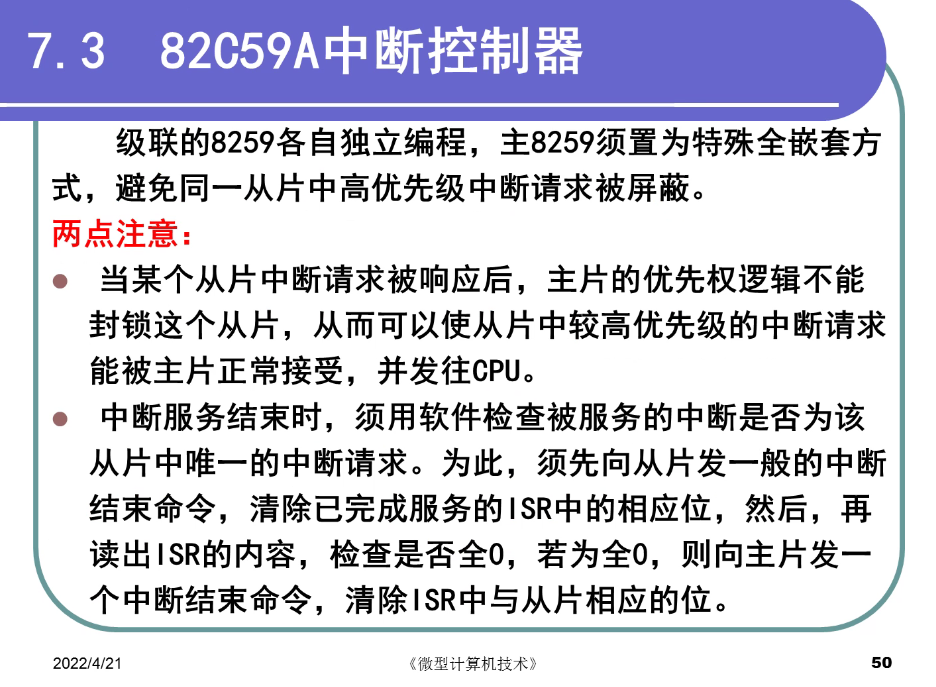 7.3 82C59A中断控制器
级联的8259各自独立编程，主8259须置为特殊全嵌套方
式，避免同一从片中高优先级中断请求被屏蔽。
两点注意：
● 当某个从片中断请求被响应后，主片的优先权逻辑不能
封锁这个从片，从而可以使从片中较高优先级的中断请求
能被主片正常接受，并发往CPU。
● 中断服务结束时，须用软件检查被服务的中断是否为该
从片中唯一的中断请求。为此，须先向从片发一般的中断
结束命令，清除已完成服务的ISR中的相应位，然后，再
读出ISR的内容，检查是否全0，若为全0，则向主片发一
个中断结束命令，清除ISR中与从片相应的位。
2022/4/21 《微型计算机技术》 50